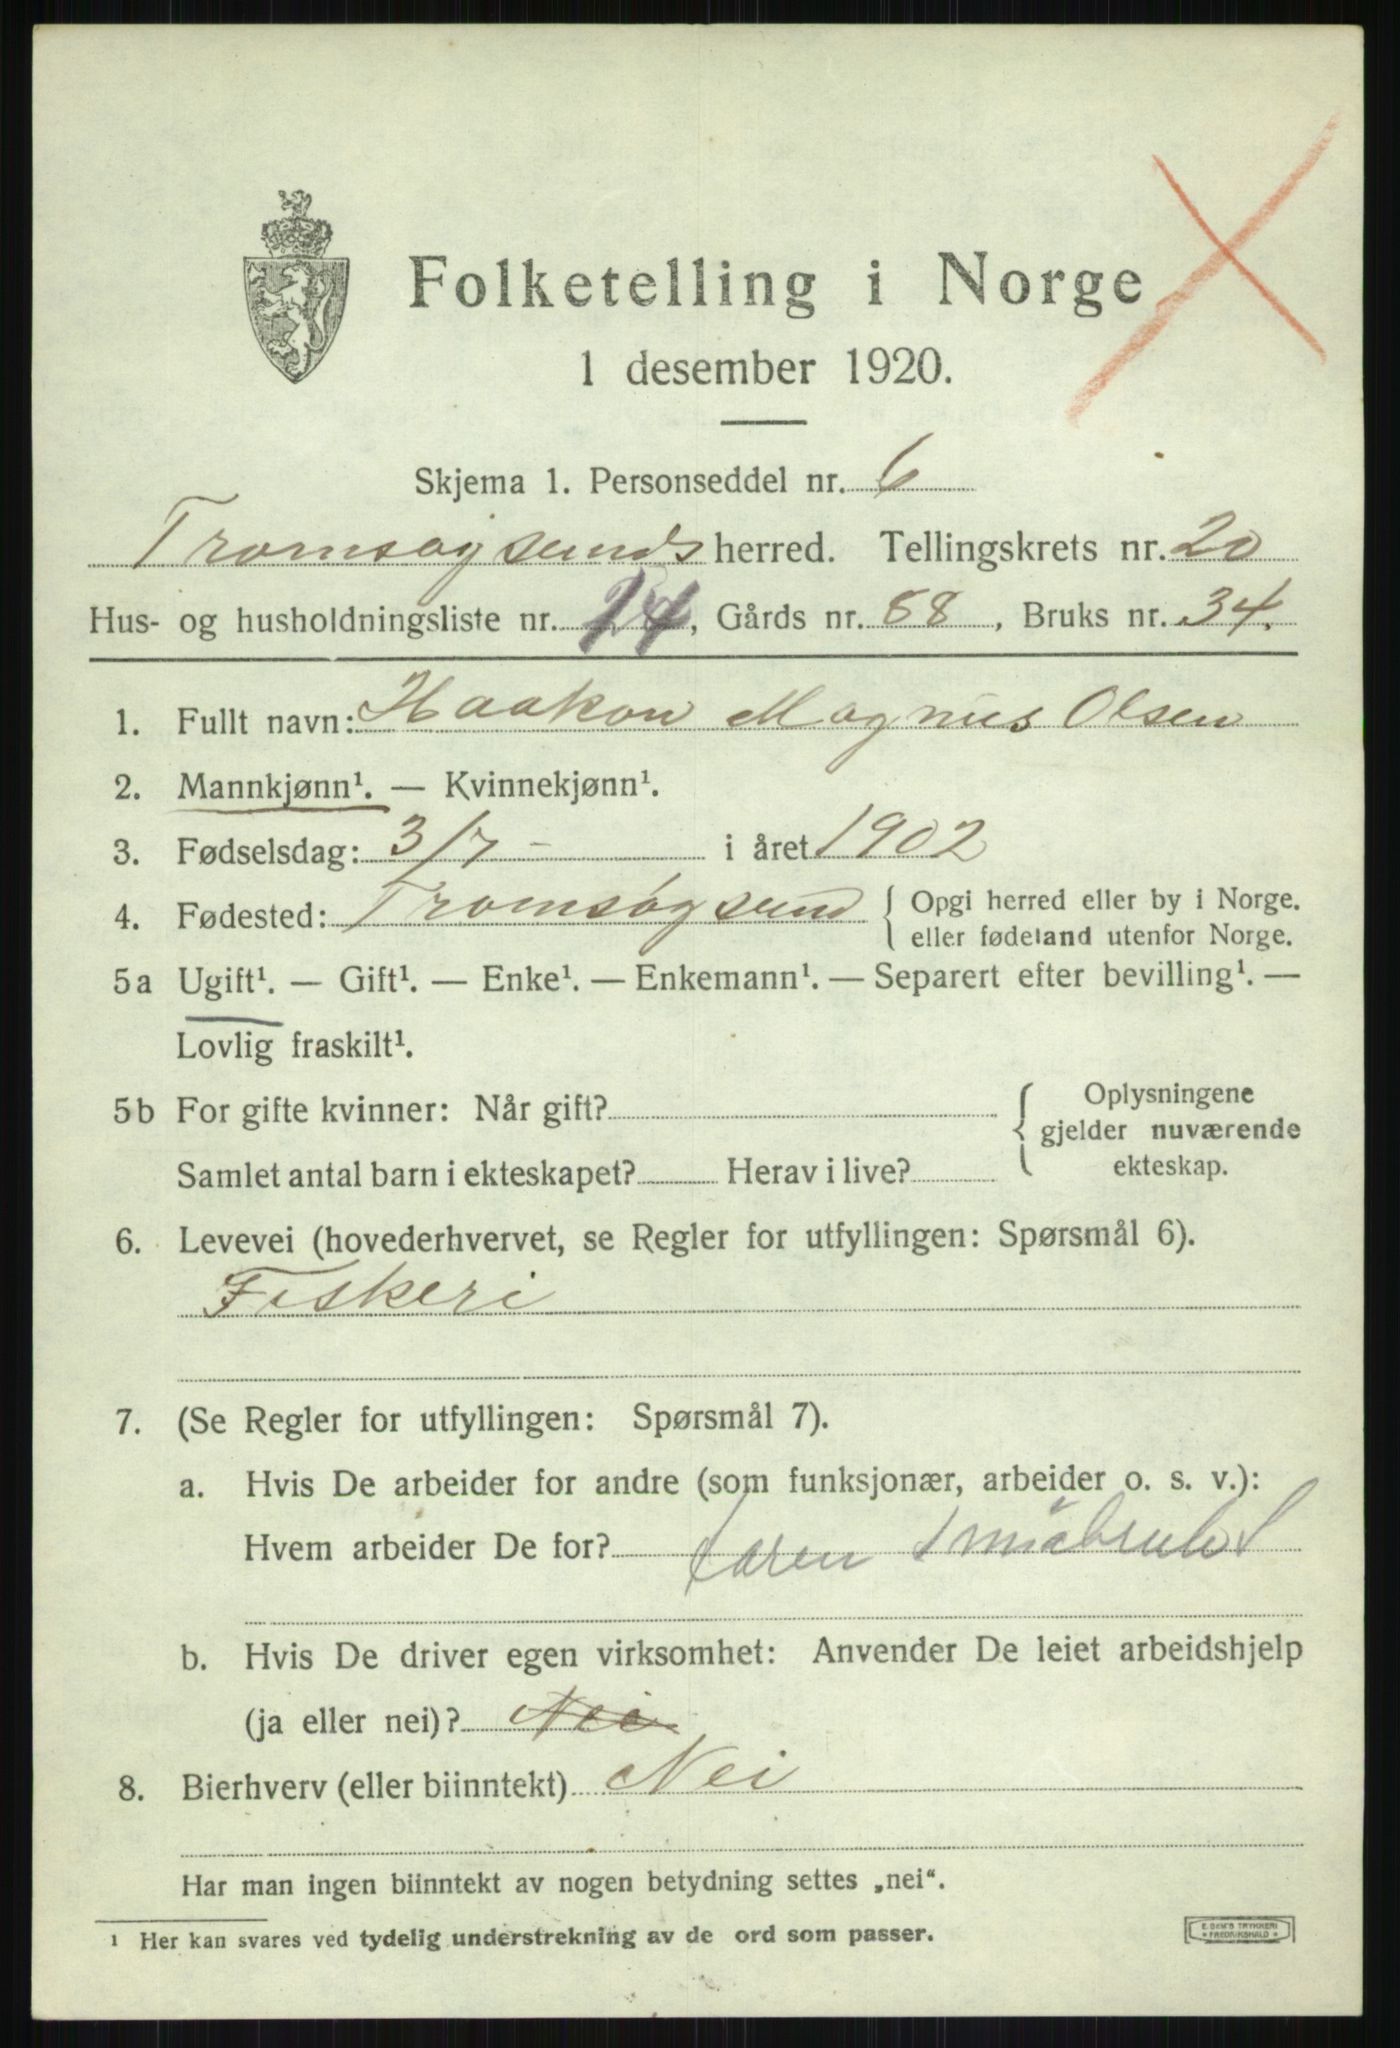 Folketelling i Norge
1 desember 1920.
Skjema 1. Personseddel nr. 6
Tromsøysunds herred. Tellingskrets nr. 20
Hus- og husholdningsliste nr. 24, Gårds nr. 68, Bruks nr. 34.
1. Fullt navn: Haakon Magnus Olsen
2. Mannkjønn¹. — Kvinnekjønn¹.
3. Fødselsdag: 3/7 - i året 1902
4. Fødested: Tromsøysund { Opgi herred eller by i Norge.
eller fødeland utenfor Norge.
5a Ugift¹. — Gift¹. — Enke¹. — Enkemann¹. — Separert efter bevilling¹. —
Lovlig fraskilt¹.
5b For gifte kvinner: Når gift? { Oplysningene
gjelder nuværende
ekteskap.
Samlet antal barn i ekteskapet? Herav i live?
6. Levevei (hovederhvervet, se Regler for utfyllingen: Spørsmål 6).
Fiskeri
7. (Se Regler for utfyllingen: Spørsmål 7).
a. Hvis De arbeider for andre (som funksjonær, arbeider o. s. v.):
Hvem arbeider De for? faren småbruker
b. Hvis De driver egen virksomhet: Anvender De leiet arbeidshjelp
(ja eller nei)? Nei
8. Bierhverv (eller biinntekt) Nei
Har man ingen biinntekt av nogen betydning settes „nei“.
¹ Her kan svares ved tydelig understrekning av de ord som passer.
E. SEM'S TRYKKERI
FREDRIKSHALD